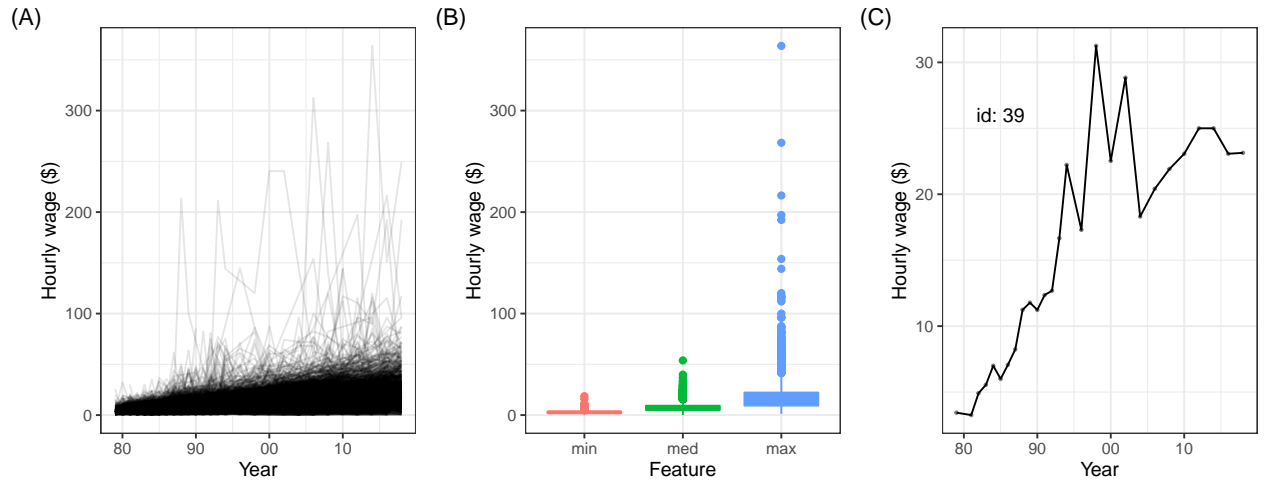 (A)
Hourly wage ($)
300
200
100
0
80 90 00 10
Year
(B)
Hourly wage ($)
300
200
100
0
min med max
Feature
(C)
Hourly wage ($)
30
20
10
id: 39
80 90 00 10
Year